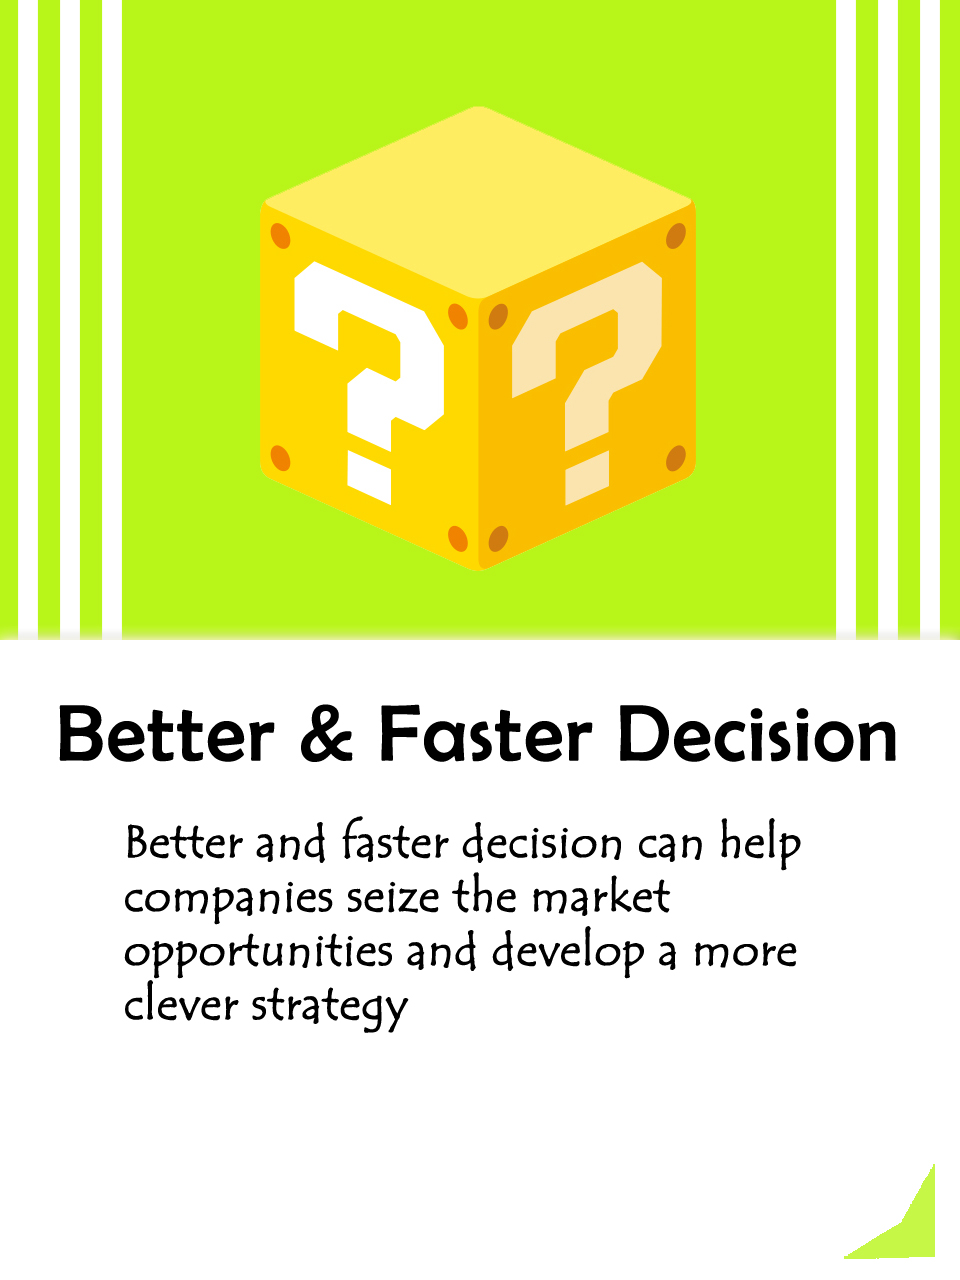 ? ?
Better & Faster Decision
Better and faster decision can help
companies seize the market
opportunities and develop a more
clever strategy